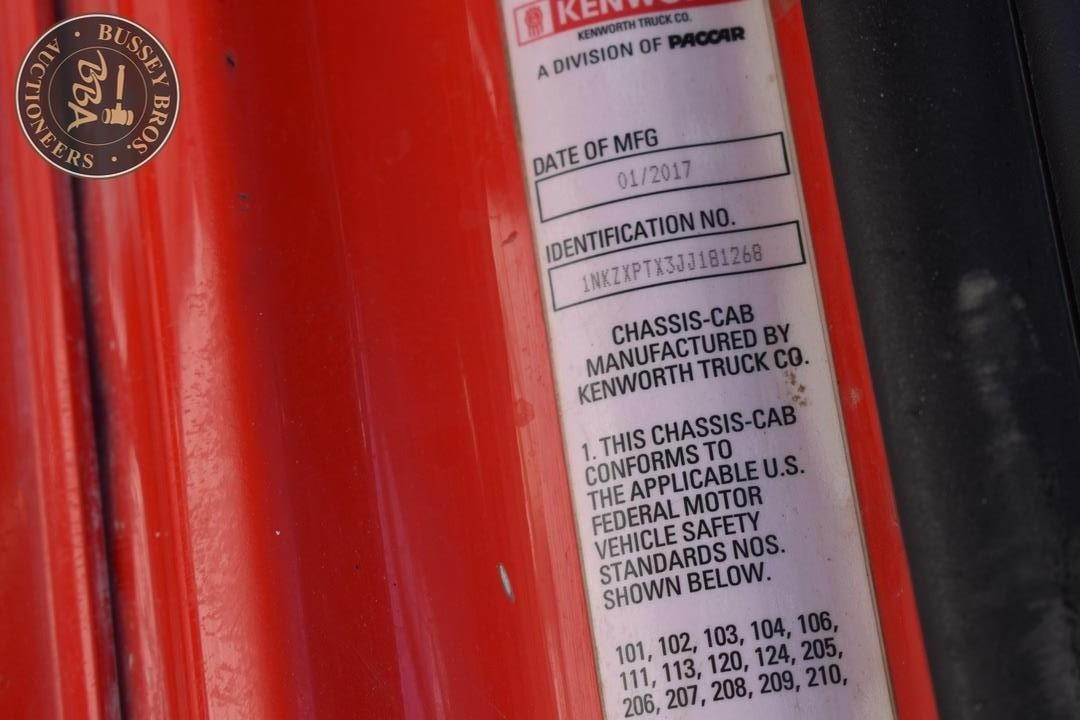 BUSSEY BROS.
AUCTIONEERS
BBA
KENWORTH TRUCK CO.
A DIVISION OF PACCAR
DATE OF MFG
01/2017
IDENTIFICATION NO.
1NKZXPTX3JJ181268
CHASSIS-CAB
MANUFACTURED BY
KENWORTH TRUCK CO.
1. THIS CHASSIS-CAB
CONFORMS TO
THE APPLICABLE U.S.
FEDERAL MOTOR
VEHICLE SAFETY
STANDARDS NOS.
SHOWN BELOW.
101, 102, 103, 104, 106,
111, 113, 120, 124, 205,
206, 207, 208, 209, 210,